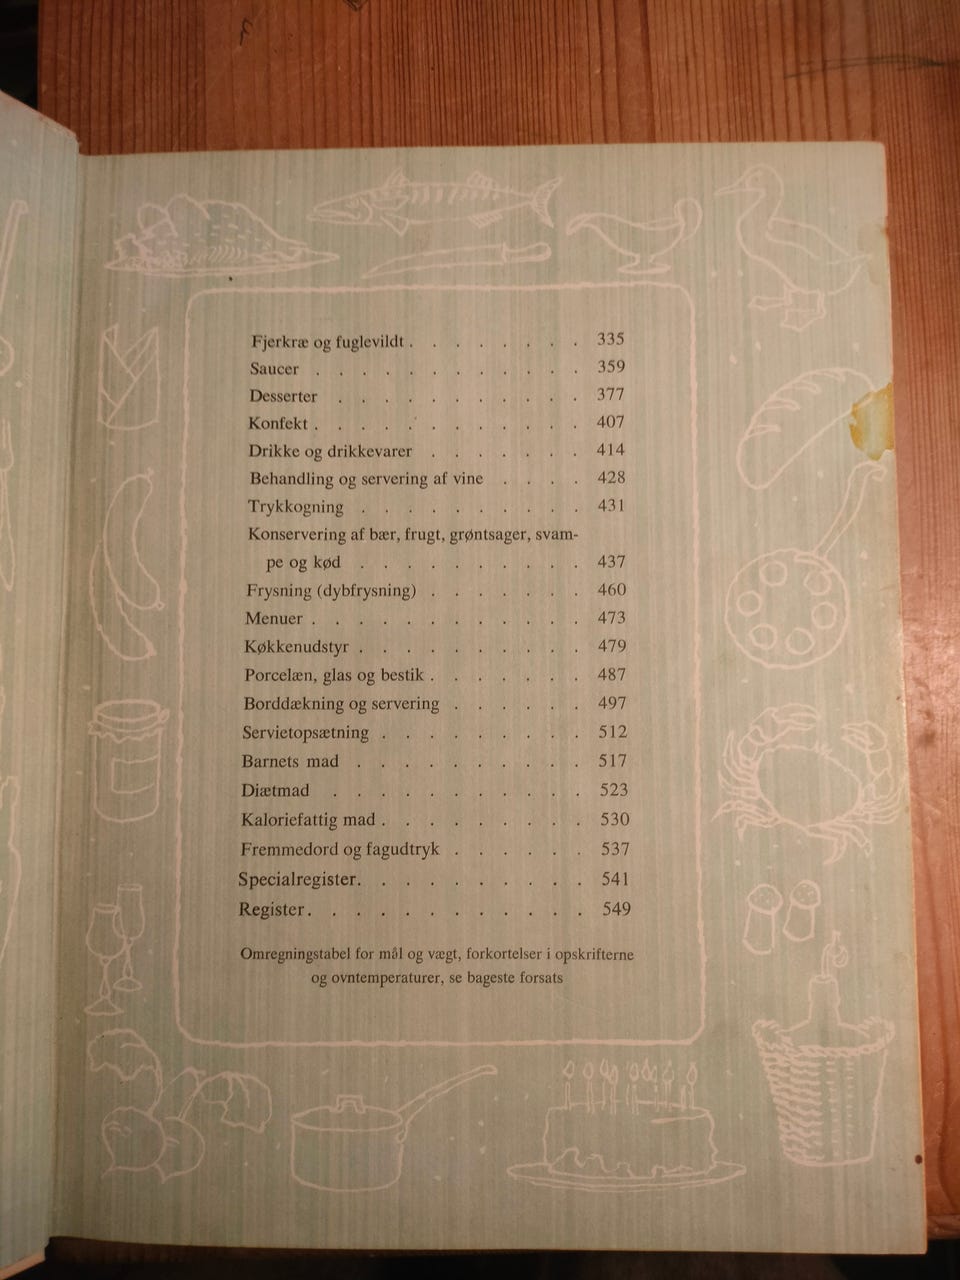 Fjerkræ og fuglevildt . . . . . . . . 335
Saucer . . . . . . . . . . . . 359
Desserter . . . . . . . . . . . 377
Konfekt . . . . . . . . . . . . 407
Drikke og drikkevarer . . . . . . . 414
Behandling og servering af vine . . . . 428
Trykkogning . . . . . . . . . . 431
Konservering af bær, frugt, grøntsager, svam-
pe og kød . . . . . . . . . . 437
Frysning (dybfrysning) . . . . . . . 460
Menuer . . . . . . . . . . . . 473
Køkkenudstyr . . . . . . . . . . 479
Porcelæn, glas og bestik . . . . . . . 487
Borddækning og servering . . . . . . 497
Servietopsætning . . . . . . . . . 512
Barnets mad . . . . . . . . . . 517
Diætmad . . . . . . . . . . . 523
Kaloriefattig mad . . . . . . . . . 530
Fremmedord og fagudtryk . . . . . . 537
Specialregister. . . . . . . . . . 541
Register. . . . . . . . . . . . 549
Omregningstabel for mål og vægt, forkortelser i opskrifterne
og ovntemperaturer, se bageste forsats